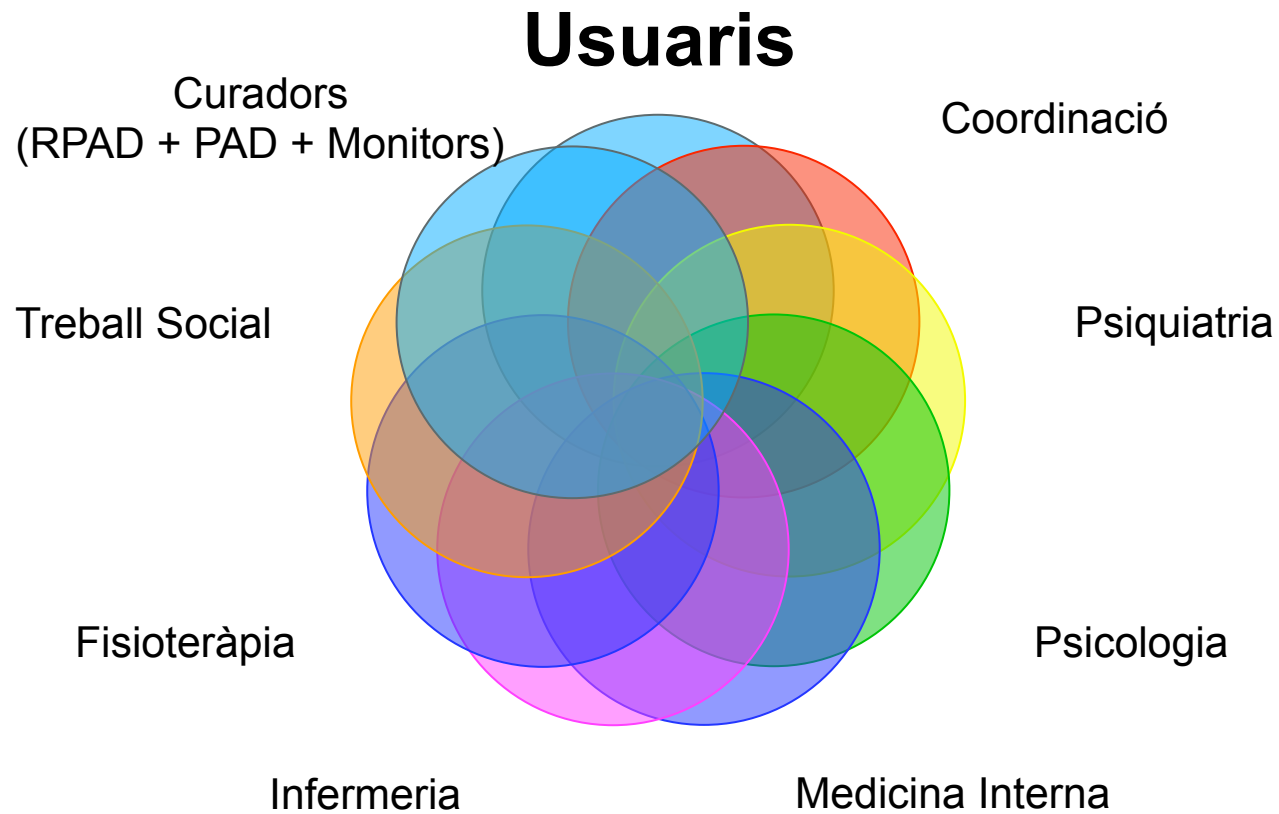 Usuaris
Curadors
(RPAD + PAD + Monitors)
Coordinació
Treball Social
Psiquiatria
Fisioteràpia
Psicologia
Infermeria
Medicina Interna